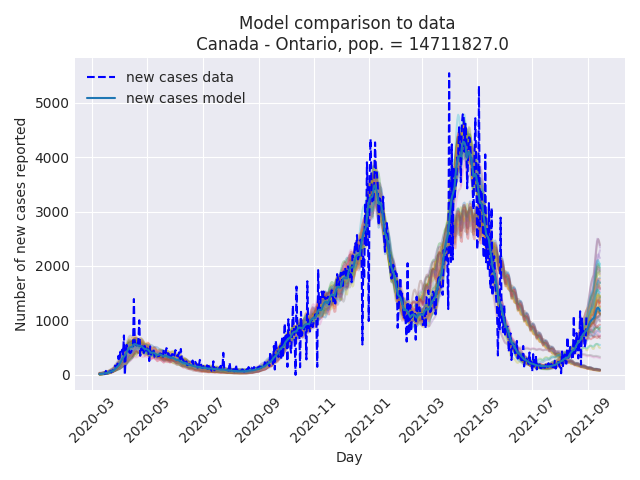 Model comparison to data
Canada - Ontario, pop. = 14711827.0
new cases data
new cases model
Number of new cases reported
5000
4000
3000
2000
1000
0
2020-03
2020-05
2020-07
2020-09
2020-11
2021-01
2021-03
2021-05
2021-07
2021-09
Day